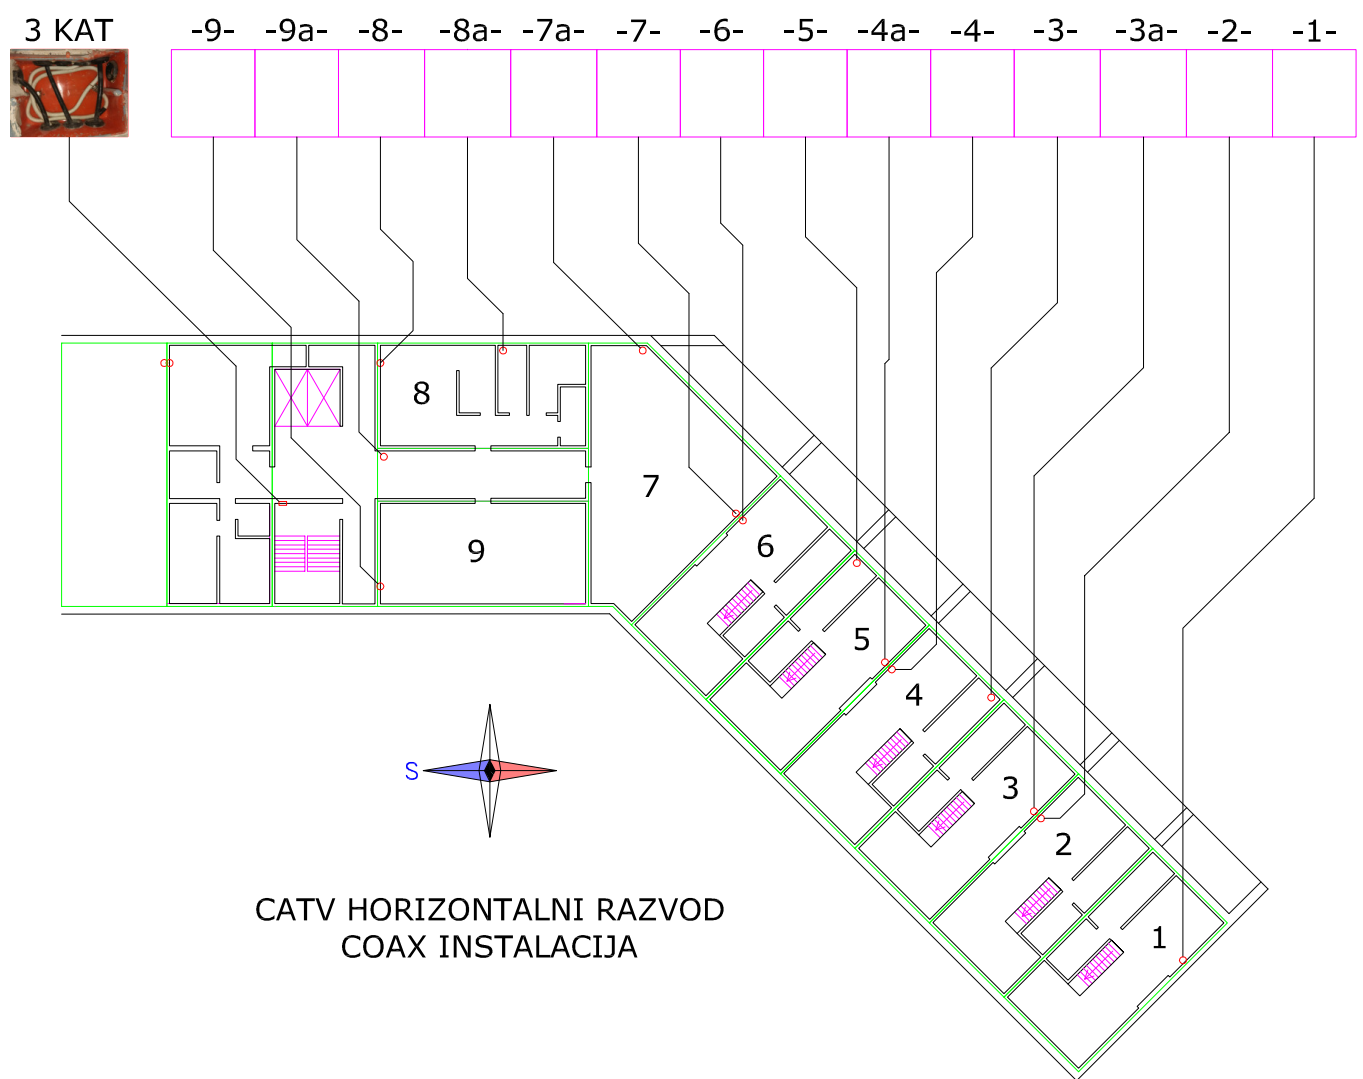 3 KAT -9- -9a- -8- -8a- -7a- -7- -6- -5- -4a- -4- -3- -3a- -2- -1-
8
7
9
6
5
4
3
S
2
CATV HORIZONTALNI RAZVOD
1
COAX INSTALACIJA